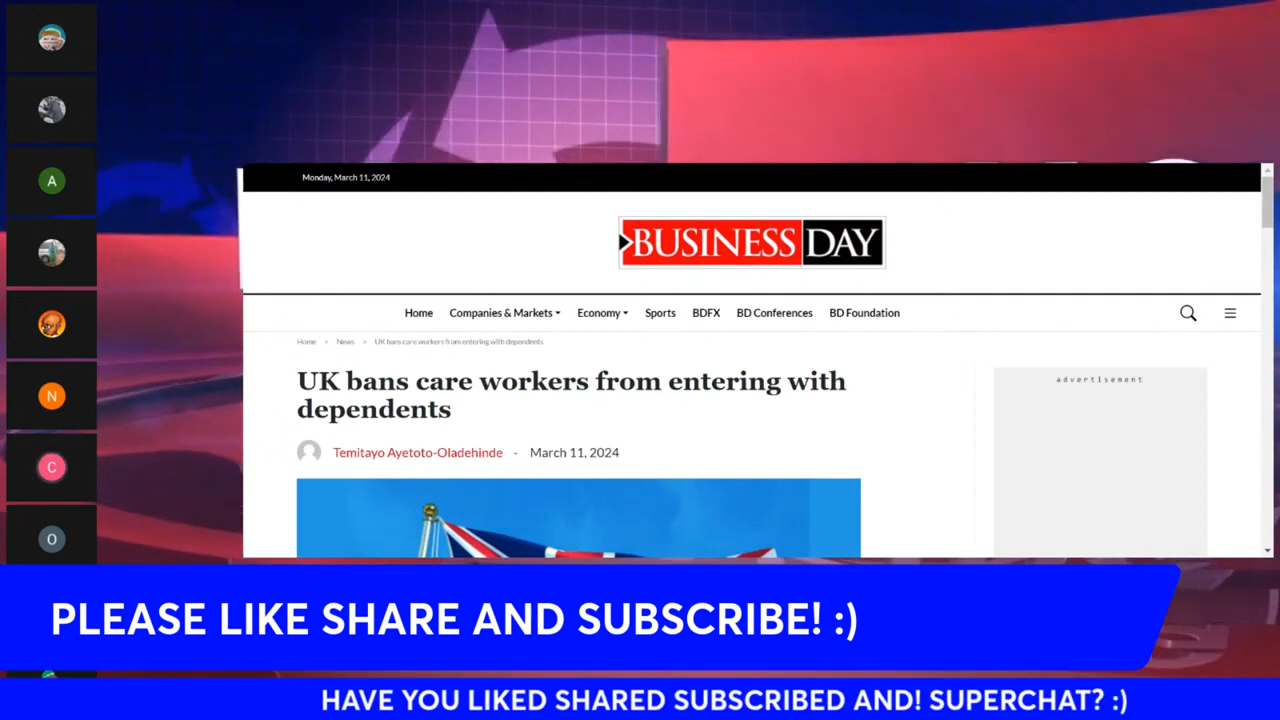 A
N
C
O
Monday, March 11, 2024
BUSINESS DAY
Home Companies & Markets Economy Sports BDFX BD Conferences BD Foundation
Home > News > UK bans care workers from entering with dependents
UK bans care workers from entering with
dependents
Temitayo Ayetoto-Oladehinde - March 11, 2024
advertisement
PLEASE LIKE SHARE AND SUBSCRIBE! :)
HAVE YOU LIKED SHARED SUBSCRIBED AND! SUPERCHAT? :)